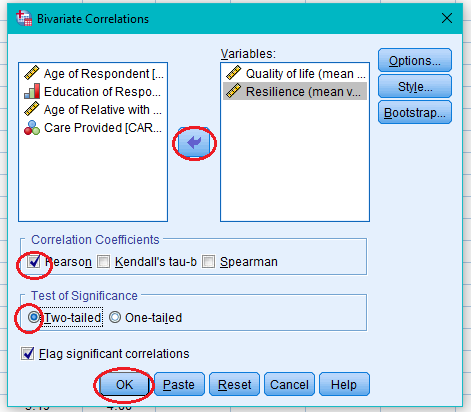 Bivariate Correlations
Variables:
Age of Respondent [...
Education of Respo...
Age of Relative with ...
Care Provided [CAR...
Quality of life (mean ...
Resilience (mean v...
Options...
Style...
Bootstrap...
Correlation Coefficients
Pearson Kendall's tau-b Spearman
Test of Significance
Two-tailed One-tailed
Flag significant correlations
OK Paste Reset Cancel Help